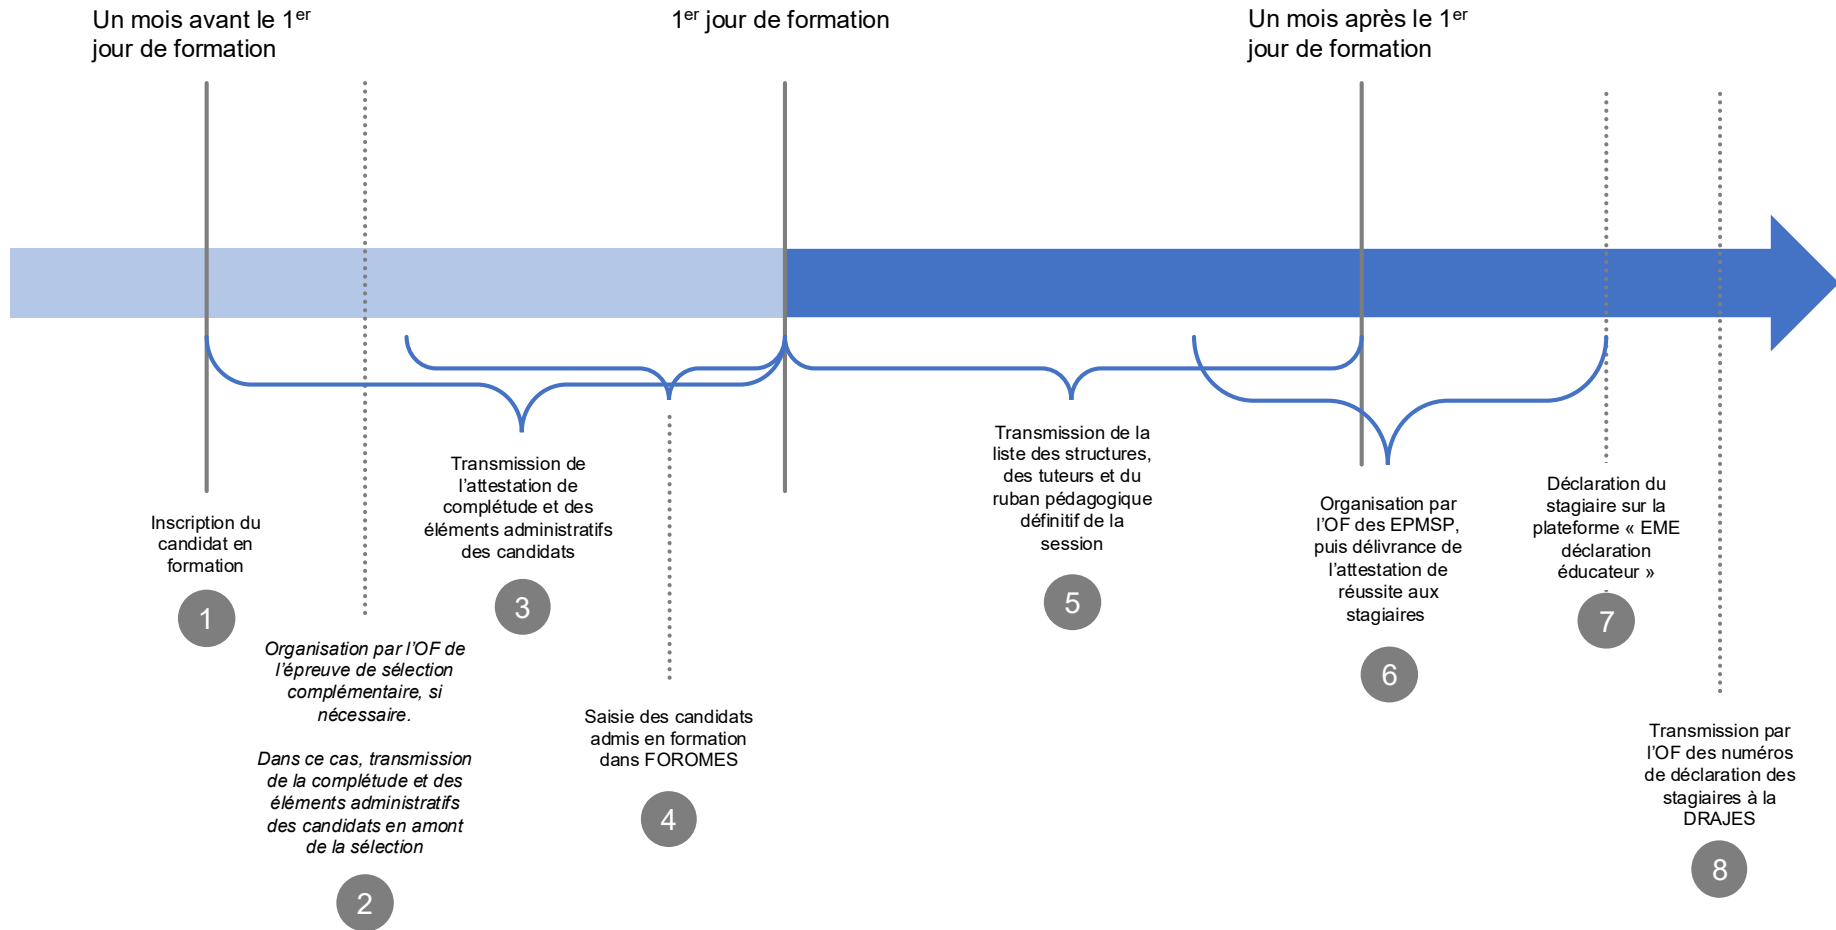 Un mois avant le 1er
jour de formation
1er jour de formation
Un mois après le 1er
jour de formation
Inscription du
candidat en
formation
1
Organisation par l’OF de
l’épreuve de sélection
complémentaire, si
nécessaire.
Dans ce cas, transmission
de la complétude et des
éléments administratifs
des candidats en amont
de la sélection
2
Transmission de
l’attestation de
complétude et des
éléments administratifs
des candidats
3
Saisie des candidats
admis en formation
dans FOROMES
4
Transmission de la
liste des structures,
des tuteurs et du
ruban pédagogique
définitif de la
session
5
Organisation par
l’OF des EPMSP,
puis délivrance de
l’attestation de
réussite aux
stagiaires
6
Déclaration du
stagiaire sur la
plateforme « EME
déclaration
éducateur »
7
Transmission par
l’OF des numéros
de déclaration des
stagiaires à la
DRAJES
8